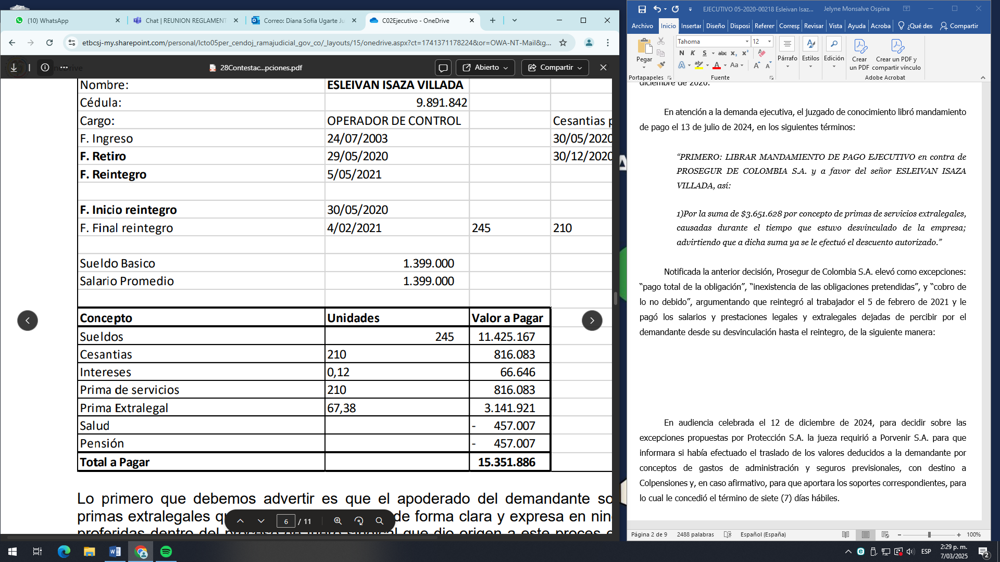 (10) WhatsApp
Chat | REUNION REGLAMENT
Correo: Diana Sofía Ugarte Ju
C02Ejecutivo - OneDrive
etbcsj-my.sharepoint.com/personal/lcto05per_cendoj_ramajudicial_gov_co/_layouts/15/onedrive.aspx?ct=1741371178224&or=OWA-NT-Mail&g...
28Contestac...pciones.pdf
Abierto
Compartir
Nombre: ESLEIVAN ISAZA VILLADA
Cédula: 9.891.842
Cargo: OPERADOR DE CONTROL Cesantias p
F. Ingreso 24/07/2003 30/05/2020
F. Retiro 29/05/2020 30/12/2020
F. Reintegro 5/05/2021
F. Inicio reintegro 30/05/2020
F. Final reintegro 4/02/2021 245 210
Sueldo Basico 1.399.000
Salario Promedio 1.399.000
Concepto Unidades Valor a Pagar
Sueldos 245 11.425.167
Cesantias 210 816.083
Intereses 0,12 66.646
Prima de servicios 210 816.083
Prima Extralegal 67,38 3.141.921
Salud - 457.007
Pensión - 457.007
Total a Pagar 15.351.886
Lo primero que debemos advertir es que el apoderado del demandante so
primas extralegales de forma clara y expresa en nin
proferidas dentro del
6 / 11
EJECUTIVO 05-2020-00218 Esleivan Isaz... Jelyne Monsalve Ospina
Archivo Inicio Insertar Diseño Disposi Referer Corresp Revisar Vista Ayuda Acroba ¿Qué des Compartir
Pegar
Tahoma 12
N K S abc x₂ x²
A ab A Aa A A
Párrafo
Estilos
Edición
Crear un PDF
Crear un PDF y compartir vínculo
Portapapeles Fuente Adobe Acrobat
diciembre de 2020.
En atención a la demanda ejecutiva, el juzgado de conocimiento libró mandamiento
de pago el 13 de julio de 2024, en los siguientes términos:
“PRIMERO: LIBRAR MANDAMIENTO DE PAGO EJECUTIVO en contra de
PROSEGUR DE COLOMBIA S.A. y a favor del señor ESLEIVAN ISAZA
VILLADA, así:
1)Por la suma de $3.651.628 por concepto de primas de servicios extralegales,
causadas durante el tiempo que estuvo desvinculado de la empresa;
advirtiendo que a dicha suma ya se le efectuó el descuento autorizado.”
Notificada la anterior decisión, Prosegur de Colombia S.A. elevó como excepciones:
“pago total de la obligación”, “inexistencia de las obligaciones pretendidas”, y “cobro de
lo no debido”, argumentando que reintegró al trabajador el 5 de febrero de 2021 y le
pagó los salarios y prestaciones legales y extralegales dejadas de percibir por el
demandante desde su desvinculación hasta el reintegro, de la siguiente manera:
En audiencia celebrada el 12 de diciembre de 2024, para decidir sobre las
excepciones propuestas por Protección S.A. la jueza requirió a Porvenir S.A. para que
informara si había efectuado el traslado de los valores deducidos a la demandante por
conceptos de gastos de administración y seguros previsionales, con destino a
Colpensiones y, en caso afirmativo, para que aportara los soportes correspondientes, para
lo cual le concedió el término de siete (7) días hábiles.
Página 2 de 9 2488 palabras Español (España) 100%
ESP
2:29 p. m.
7/03/2025
2